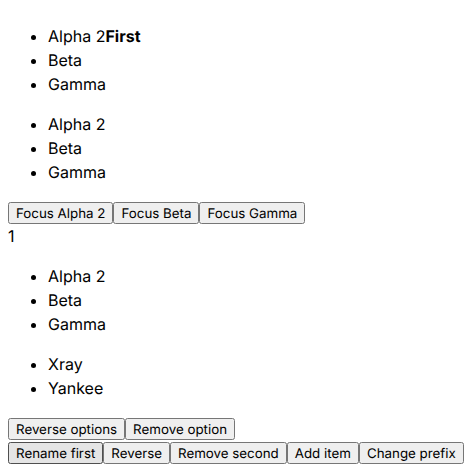 Alpha 2First
Beta
Gamma
Alpha 2
Beta
Gamma
Focus Alpha 2 Focus Beta Focus Gamma
1
Alpha 2
Beta
Gamma
Xray
Yankee
Reverse options Remove option
Rename first Reverse Remove second Add item Change prefix